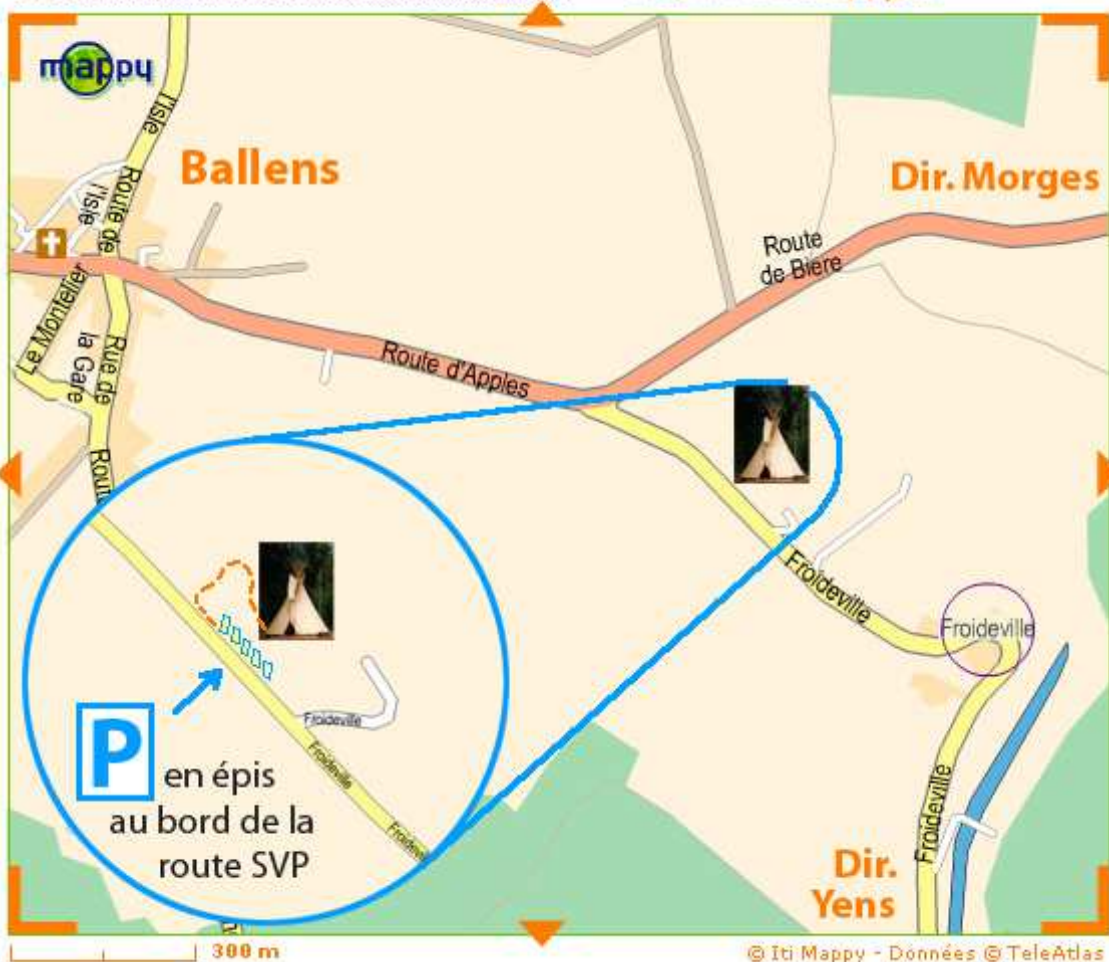 mappy
l'Isle
Ballens
Route de
l'Isle
Dir. Morges
Route
de Bière
Le Montelier
Rue de
la Gare
Route d'Apples
Route
Froideville
Froideville
Froideville
Froideville
Froideville
P en épis
au bord de la
route SVP
Froideville
Dir.
Yens
300 m
© Iti Mappy - Données © TeleAtlas